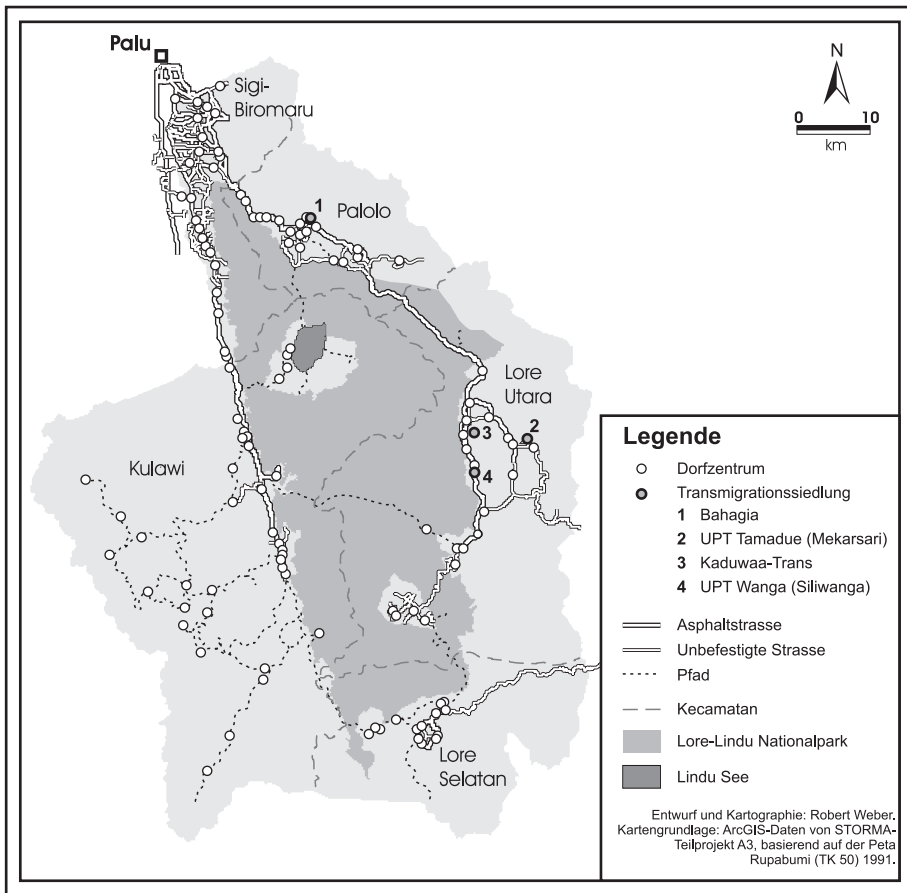 Palu
Sigi-
Biromaru
N
0 10
km
1
Palolo
Lore
Utara
2
3
4
Kulawi
Lore
Selatan
Legende
Dorfzentrum
Transmigrationssiedlung
1 Bahagia
2 UPT Tamadue (Mekarsari)
3 Kaduwaa-Trans
4 UPT Wanga (Siliwanga)
Asphaltstrasse
Unbefestigte Strasse
Pfad
Kecamatan
Lore-Lindu Nationalpark
Lindu See
Entwurf und Kartographie: Robert Weber.
Kartengrundlage: ArcGIS-Daten von STORMA-
Teilprojekt A3, basierend auf der Peta
Rupabumi (TK 50) 1991.